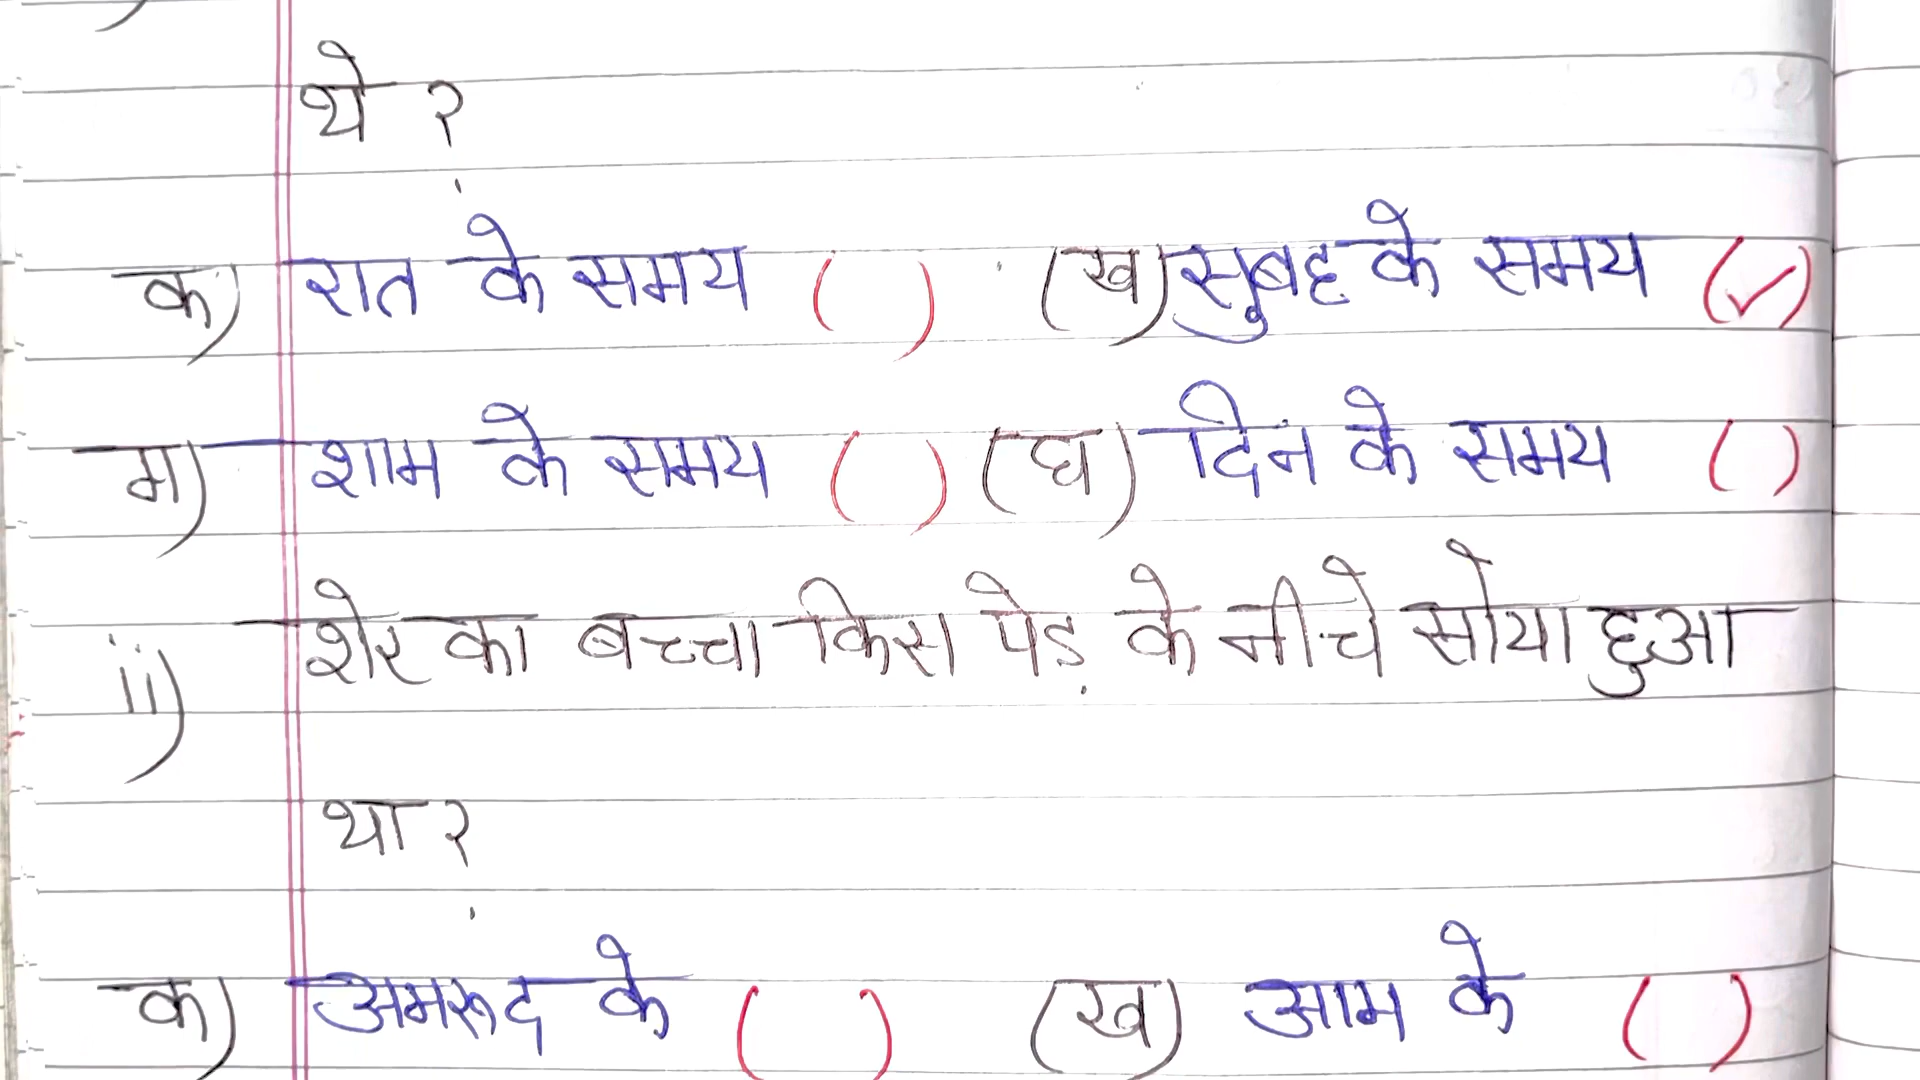 थे ?
क) रात के समय ( ) (ख) सुबह के समय (✓)
ग) शाम के समय ( ) (घ) दिन के समय ( )
ii) शेर का बच्चा किस पेड़ के नीचे सोया हुआ
था ?
क) अमरूद के ( ) (ख) आम के ( )